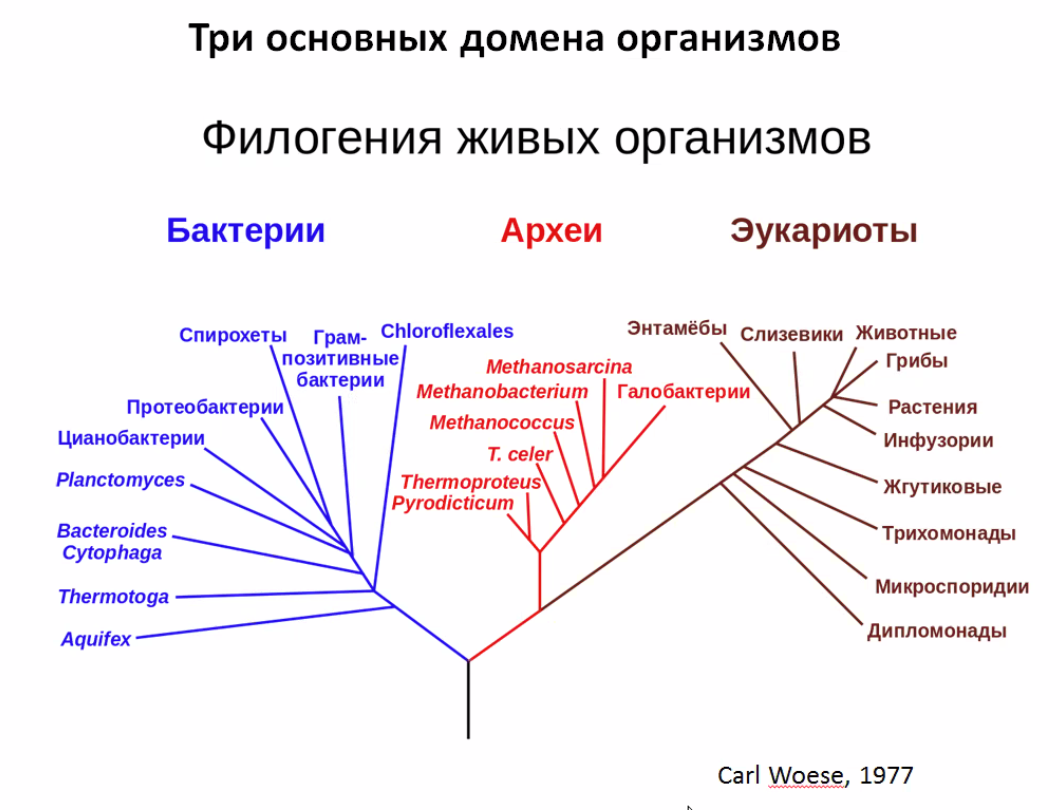 Три основных домена организмов
Филогения живых организмов
Бактерии
Археи
Эукариоты
Спирохеты
Грам-
позитивные
бактерии
Chloroflexales
Протеобактерии
Цианобактерии
Planctomyces
Bacteroides
Cytophaga
Thermotoga
Aquifex
Methanosarcina
Methanobacterium
Галобактерии
Methanococcus
T. celer
Thermoproteus
Pyrodicticum
Энтамёбы
Слизевики
Животные
Грибы
Растения
Инфузории
Жгутиковые
Трихомонады
Микроспоридии
Дипломонады
Carl Woese, 1977